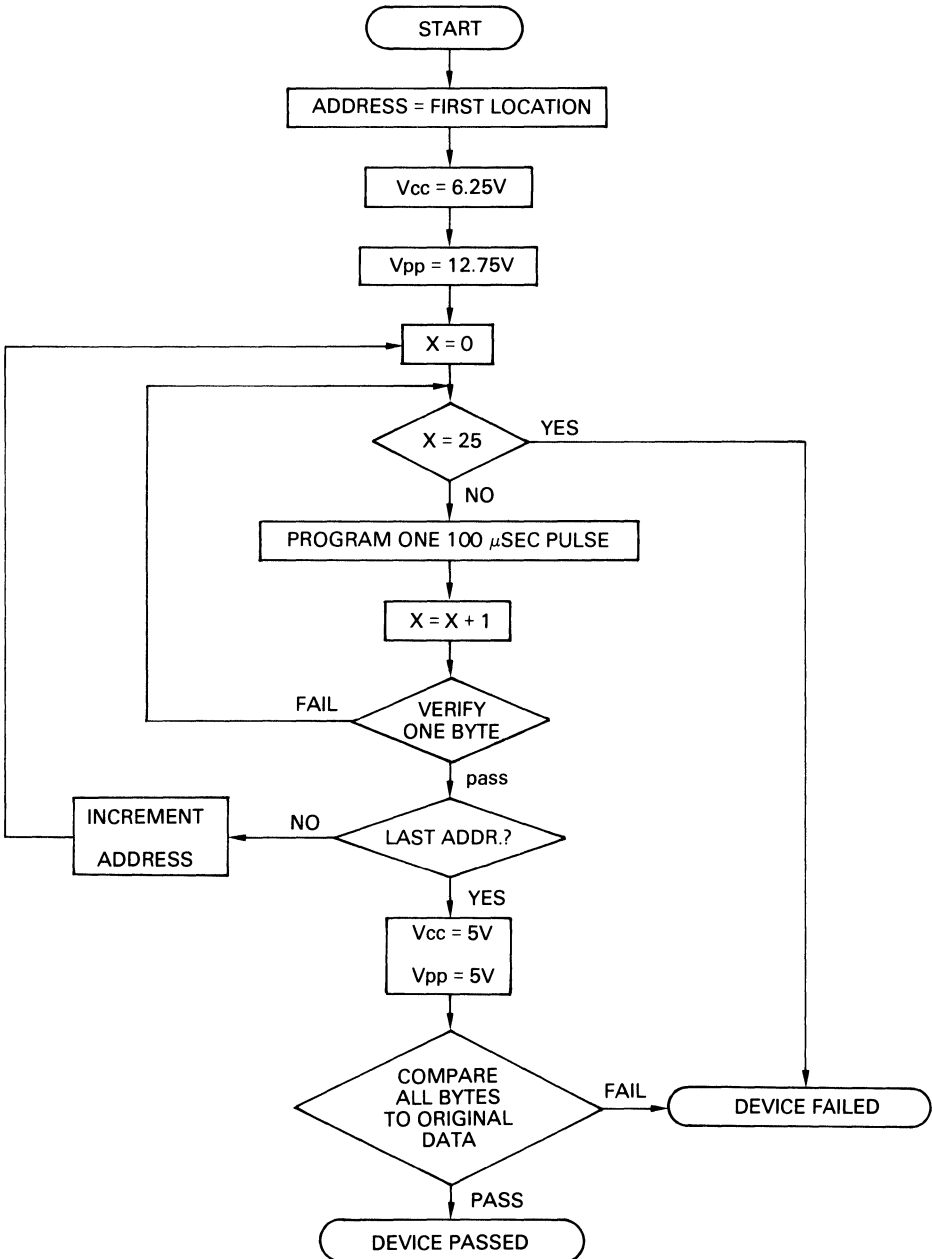 START
ADDRESS = FIRST LOCATION
Vcc = 6.25V
Vpp = 12.75V
X = 0
X = 25
YES
NO
PROGRAM ONE 100 μSEC PULSE
X = X + 1
FAIL
VERIFY
ONE BYTE
pass
INCREMENT
ADDRESS
NO
LAST ADDR.?
YES
Vcc = 5V
Vpp = 5V
COMPARE
ALL BYTES
TO ORIGINAL
DATA
FAIL
DEVICE FAILED
PASS
DEVICE PASSED